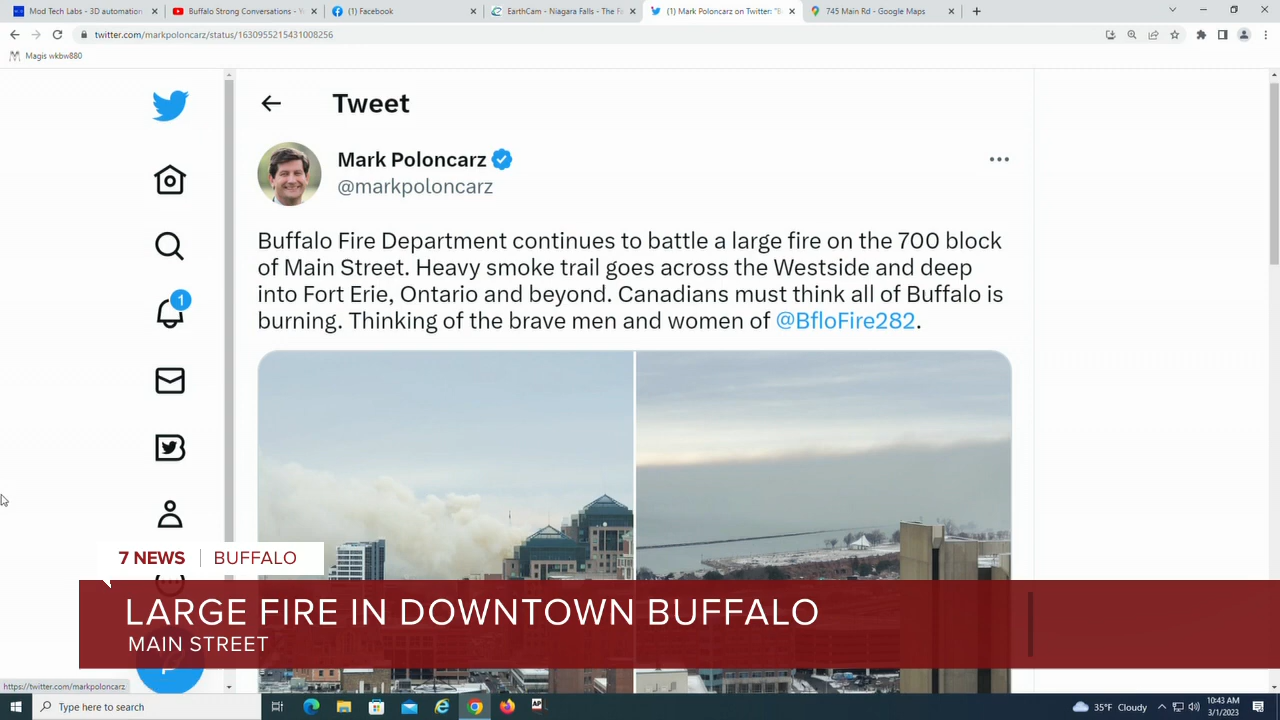 Mod Tech Labs - 3D automation
Buffalo Strong Conversations - Y
(1) Facebook
EarthCam - Niagara Falls - The F
(1) Mark Poloncarz on Twitter: "B
745 Main Rd - Google Maps
twitter.com/markpoloncarz/status/1630955215431008256
Magis wkbw880
Tweet
Mark Poloncarz
@markpoloncarz
Buffalo Fire Department continues to battle a large fire on the 700 block
of Main Street. Heavy smoke trail goes across the Westside and deep
into Fort Erie, Ontario and beyond. Canadians must think all of Buffalo is
burning. Thinking of the brave men and women of @BfloFire282.
1
7 NEWS | BUFFALO
LARGE FIRE IN DOWNTOWN BUFFALO
MAIN STREET
https://twitter.com/markpoloncarz
Type here to search
AP
35°F Cloudy
10:43 AM
3/1/2023